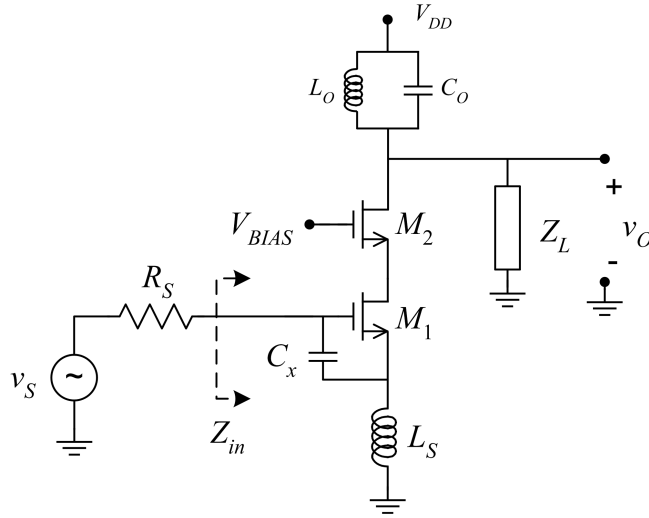 V_DD
L_O
C_O
V_BIAS
M_2
Z_L
+
v_O
-
R_S
M_1
C_x
v_S
~
Z_in
L_S